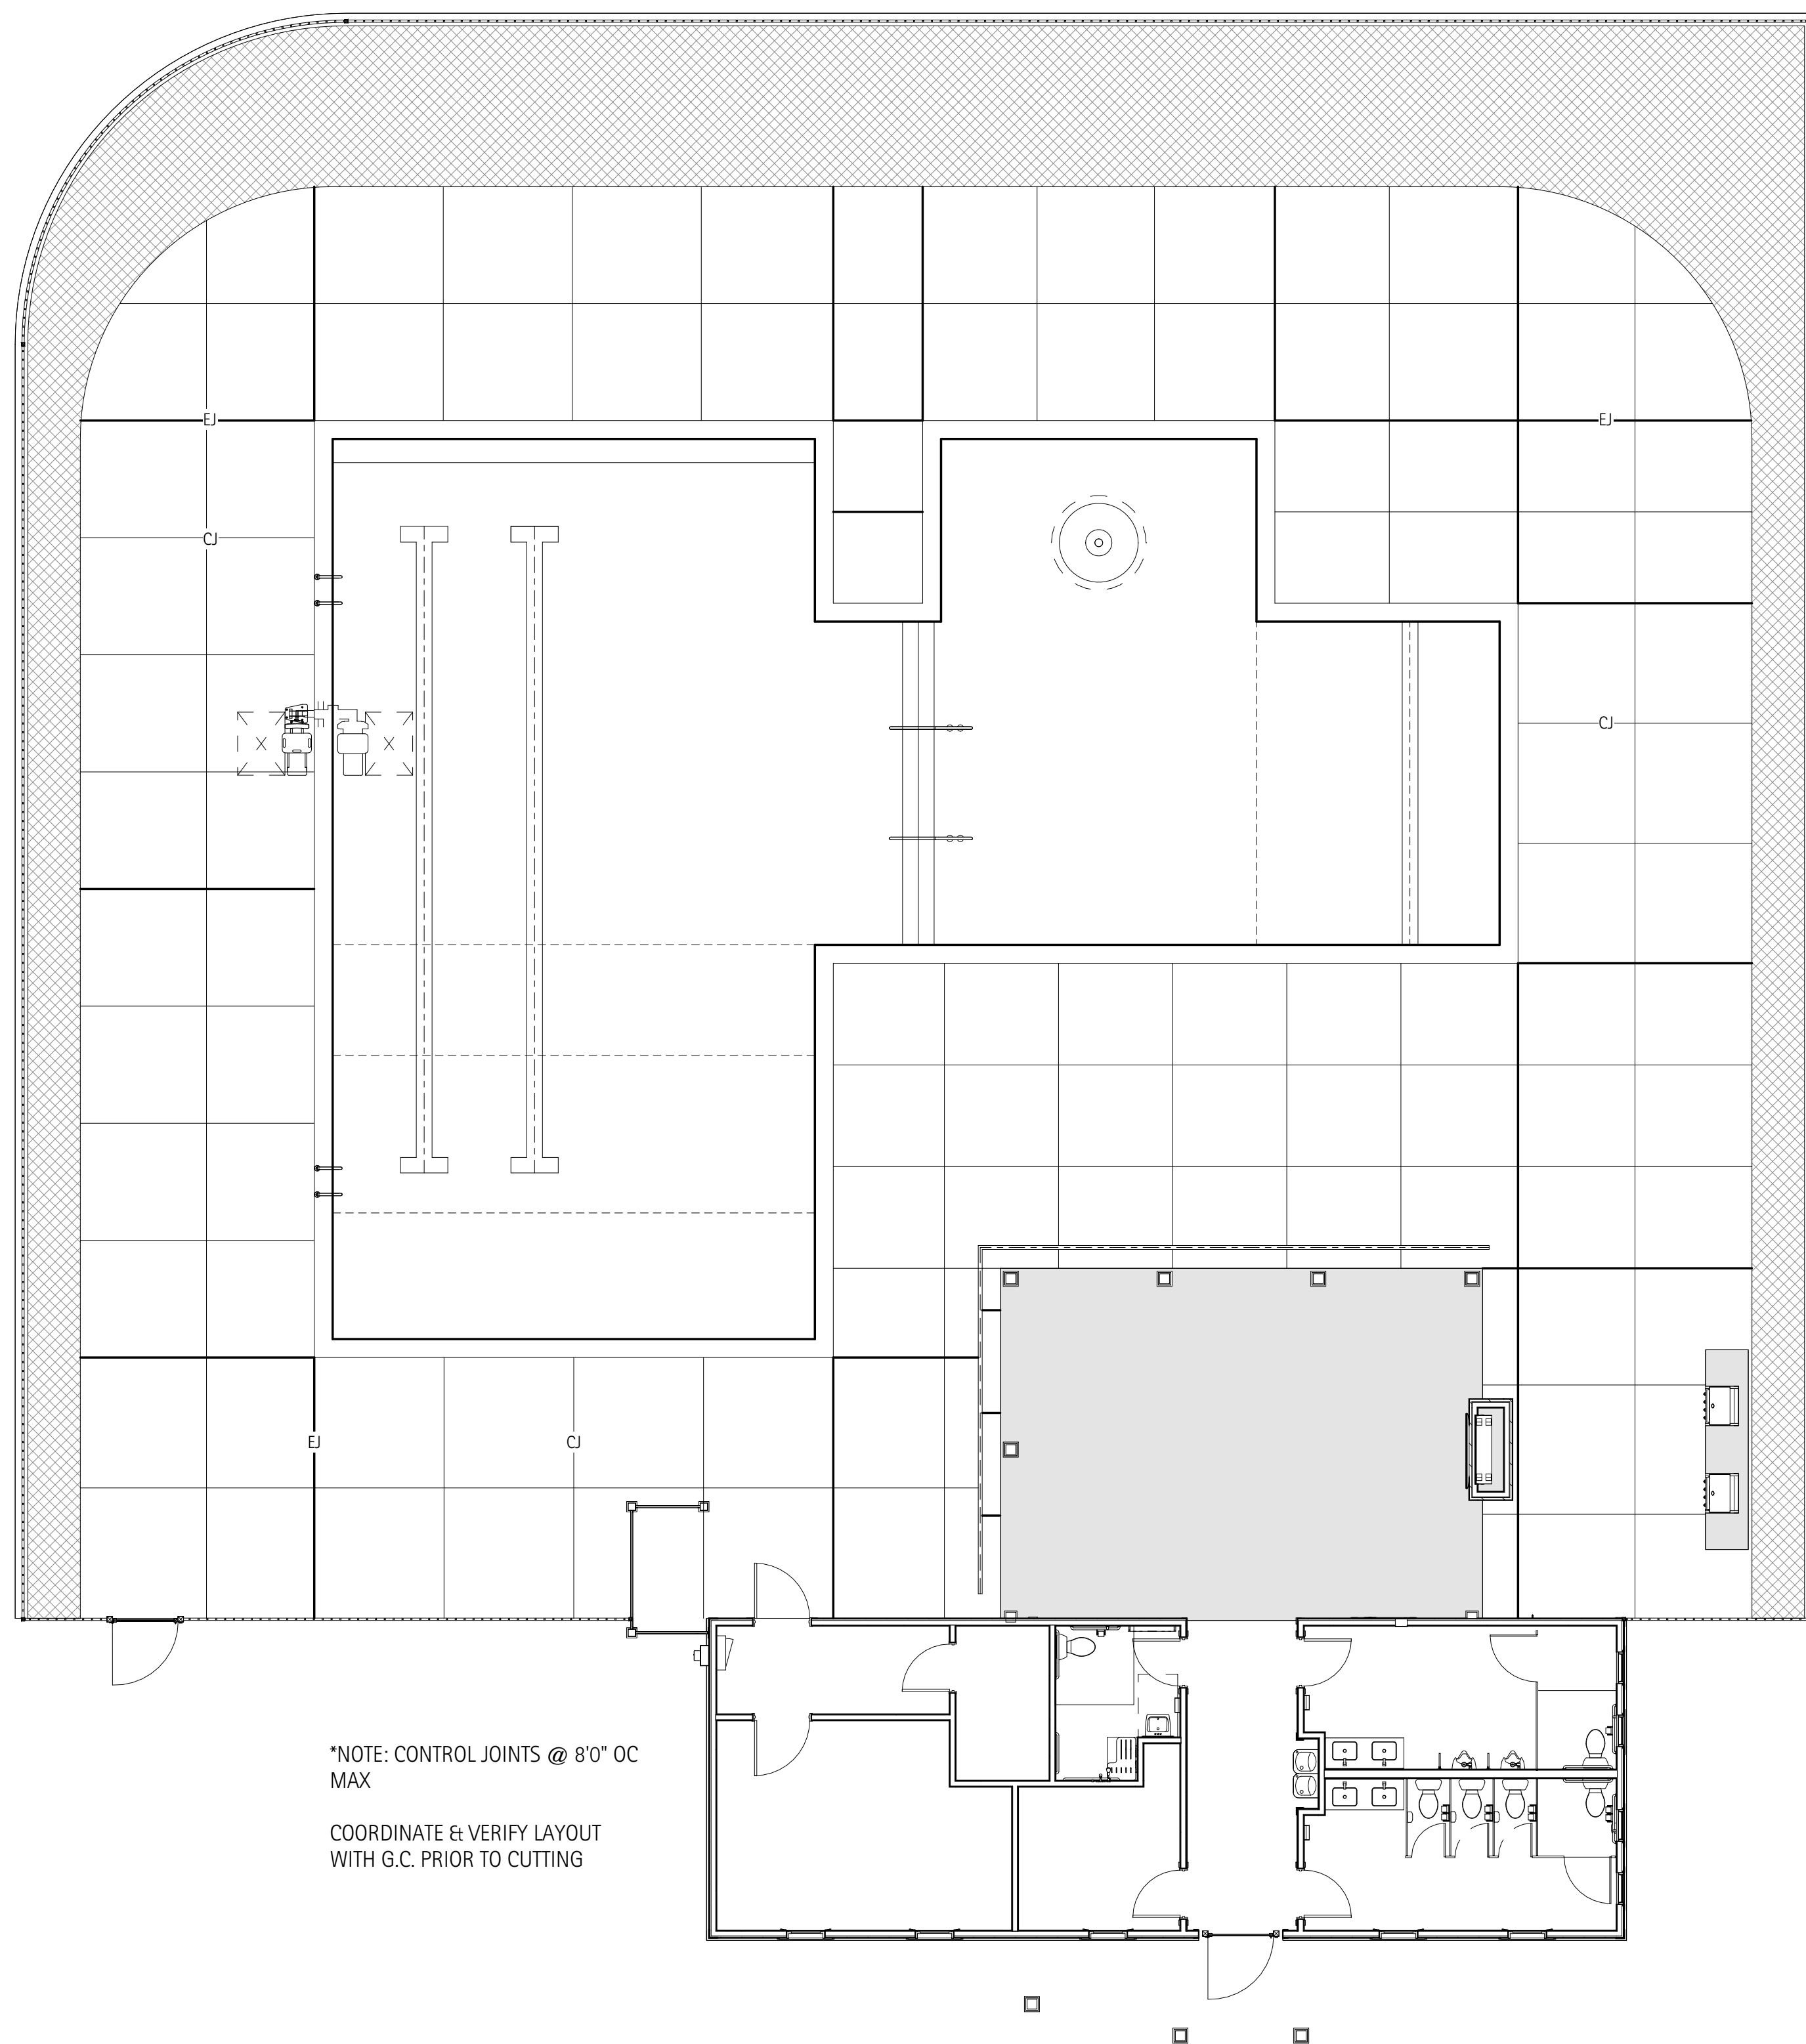 EJ
EJ
CJ
CJ
EJ
CJ
*NOTE: CONTROL JOINTS @ 8'0" OC
MAX
COORDINATE & VERIFY LAYOUT
WITH G.C. PRIOR TO CUTTING